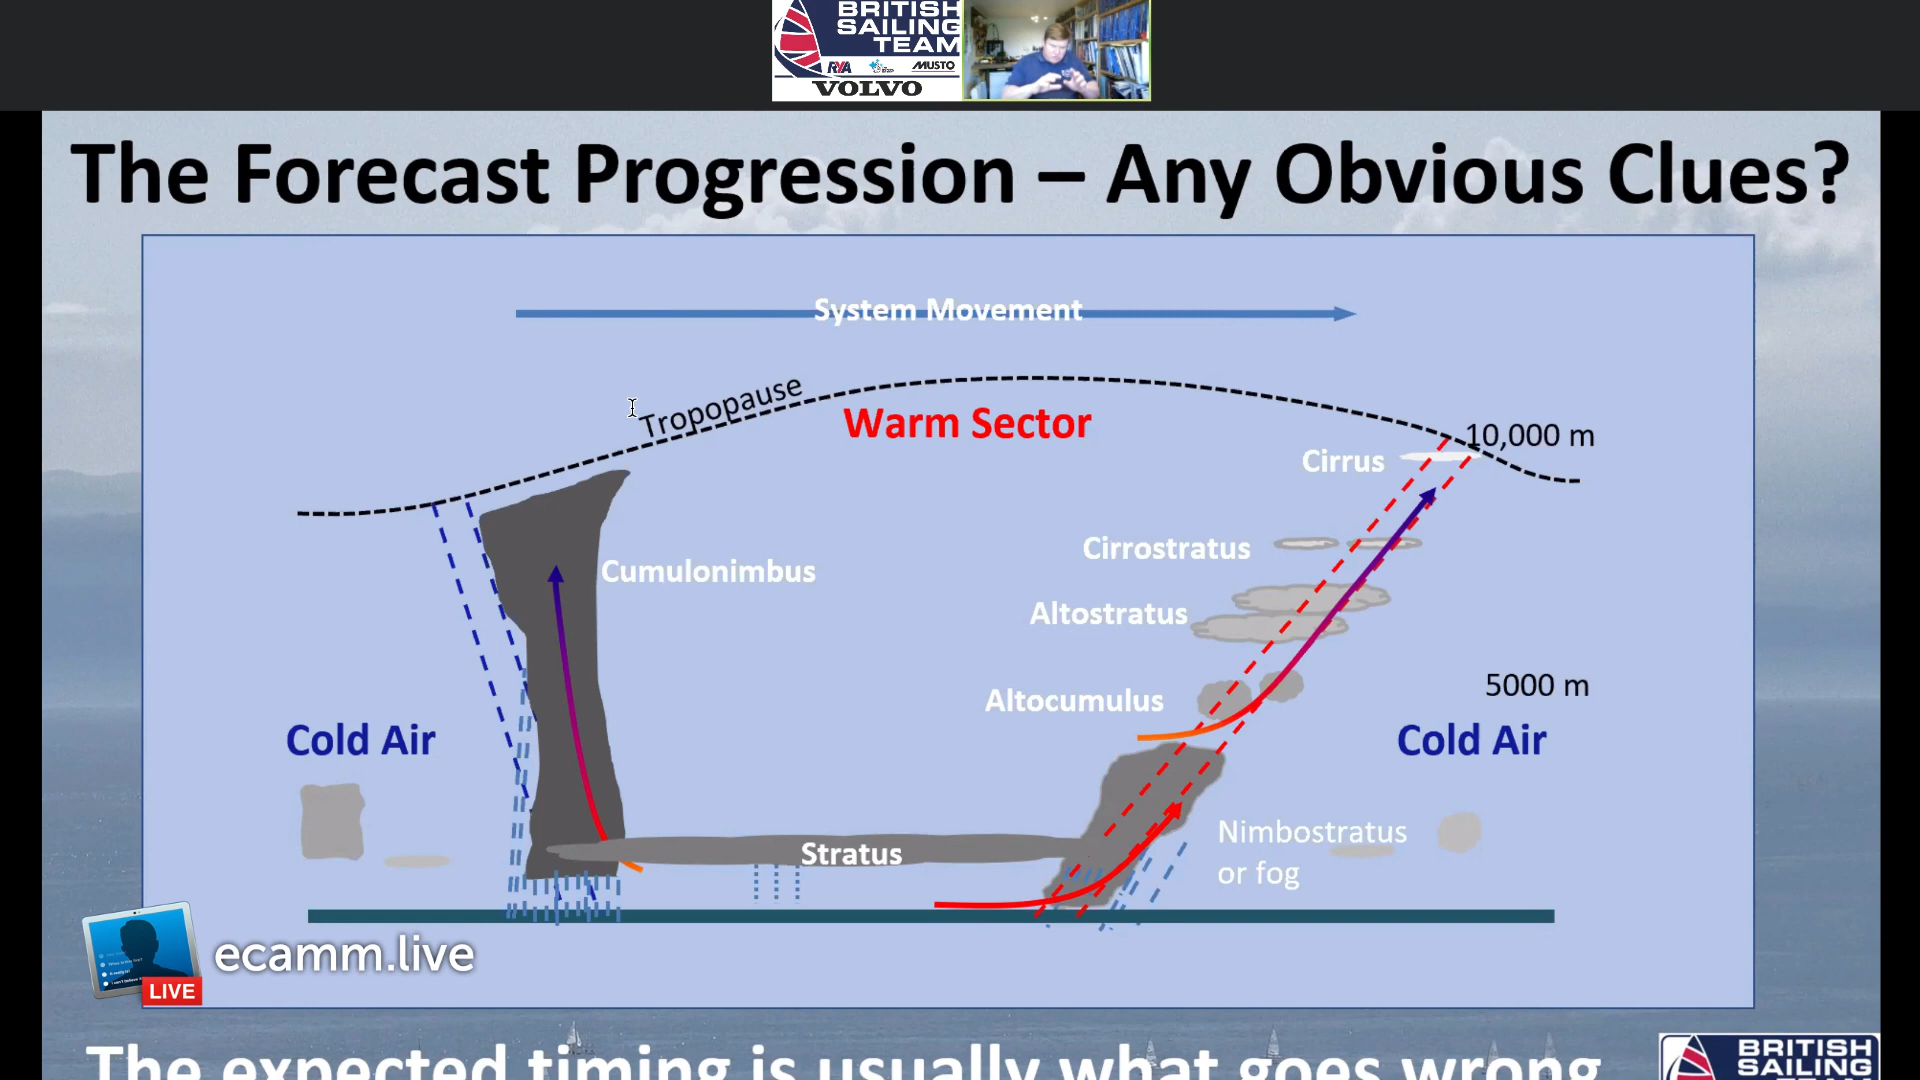 BRITISH
SAILING
TEAM
RYA
MUSTO
VOLVO
The Forecast Progression – Any Obvious Clues?
System Movement
Tropopause
Warm Sector
10,000 m
Cirrus
Cirrostratus
Cumulonimbus
Altostratus
5000 m
Altocumulus
Cold Air
Cold Air
Nimbostratus
or fog
Stratus
ecamm.live
LIVE
The expected timing is usually what goes wrong
BRITISH
SAILING